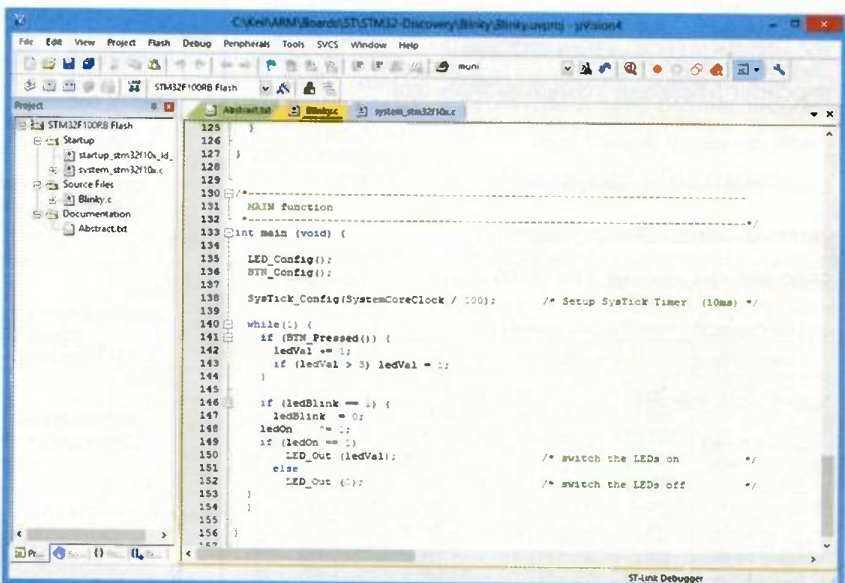 C:\Keil\ARM\Boards\ST\STM32-Discovery\Blinky\Blinky.uvproj - µVision4
File Edit View Project Flash Debug Peripherals Tools SVCS Window Help
muni
STM32F100RB Flash
Project
Abstract.txt Blinky.c system_stm32f10x.c
STM32F100RB Flash
Startup
startup_stm32f10x_ld_
system_stm32f10x.c
Source Files
Blinky.c
Documentation
Abstract.txt
125 }
126
127 }
128
129
130 /*----------------------------------------------------------------------------
131 MAIN function
132 *----------------------------------------------------------------------------*/
133 int main (void) {
134
135 LED_Config();
136 BTN_Config();
137
138 SysTick_Config(SystemCoreClock / 100); /* Setup SysTick Timer (10ms) */
139
140 while(1) {
141 if (BTN_Pressed()) {
142 ledVal += 1;
143 if (ledVal > 3) ledVal = 1;
144 }
145
146 if (ledBlink == 1) {
147 ledBlink = 0;
148 ledOn ^= 1;
149 if (ledOn == 1)
150 LED_Out (ledVal); /* switch the LEDs on */
151 else
152 LED_Out (0); /* switch the LEDs off */
153 }
154 }
155
156 }
157
Pr...
ST-Link Debugger